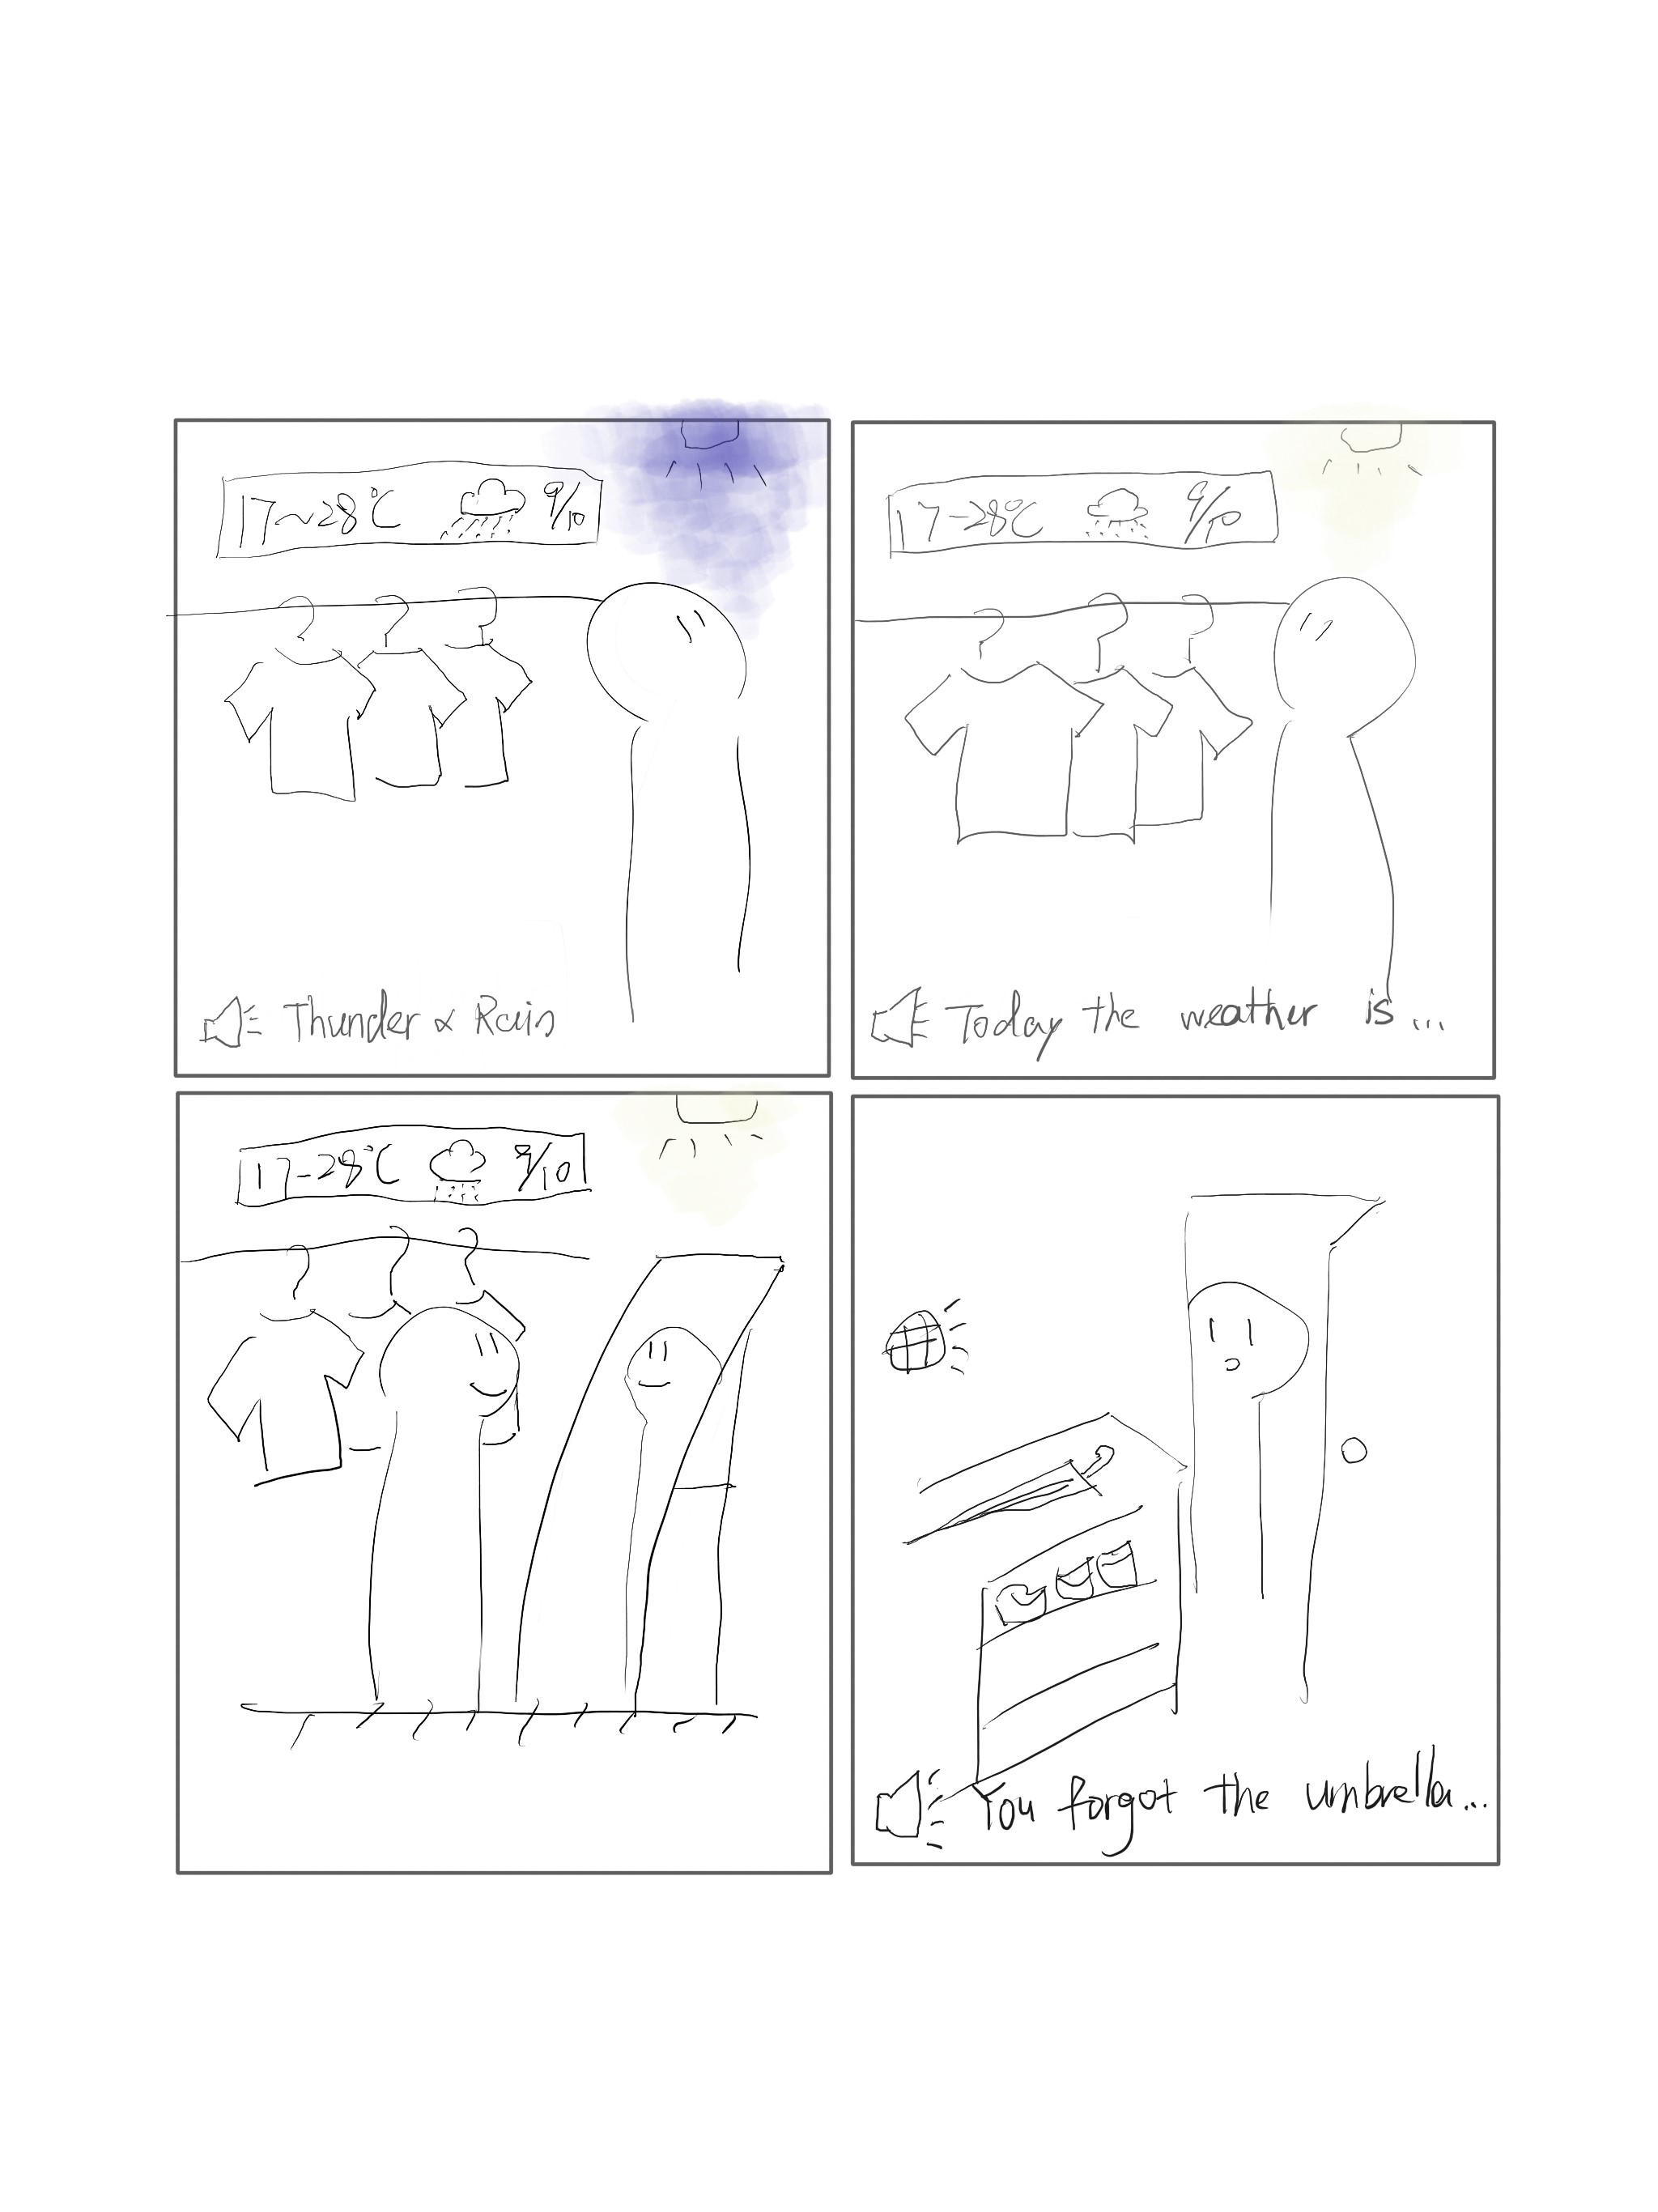 17~28°C 9/10
Thunder & Rain
17-28°C 9/10
Today the weather is...
17-28°C 9/10
You forgot the umbrella...